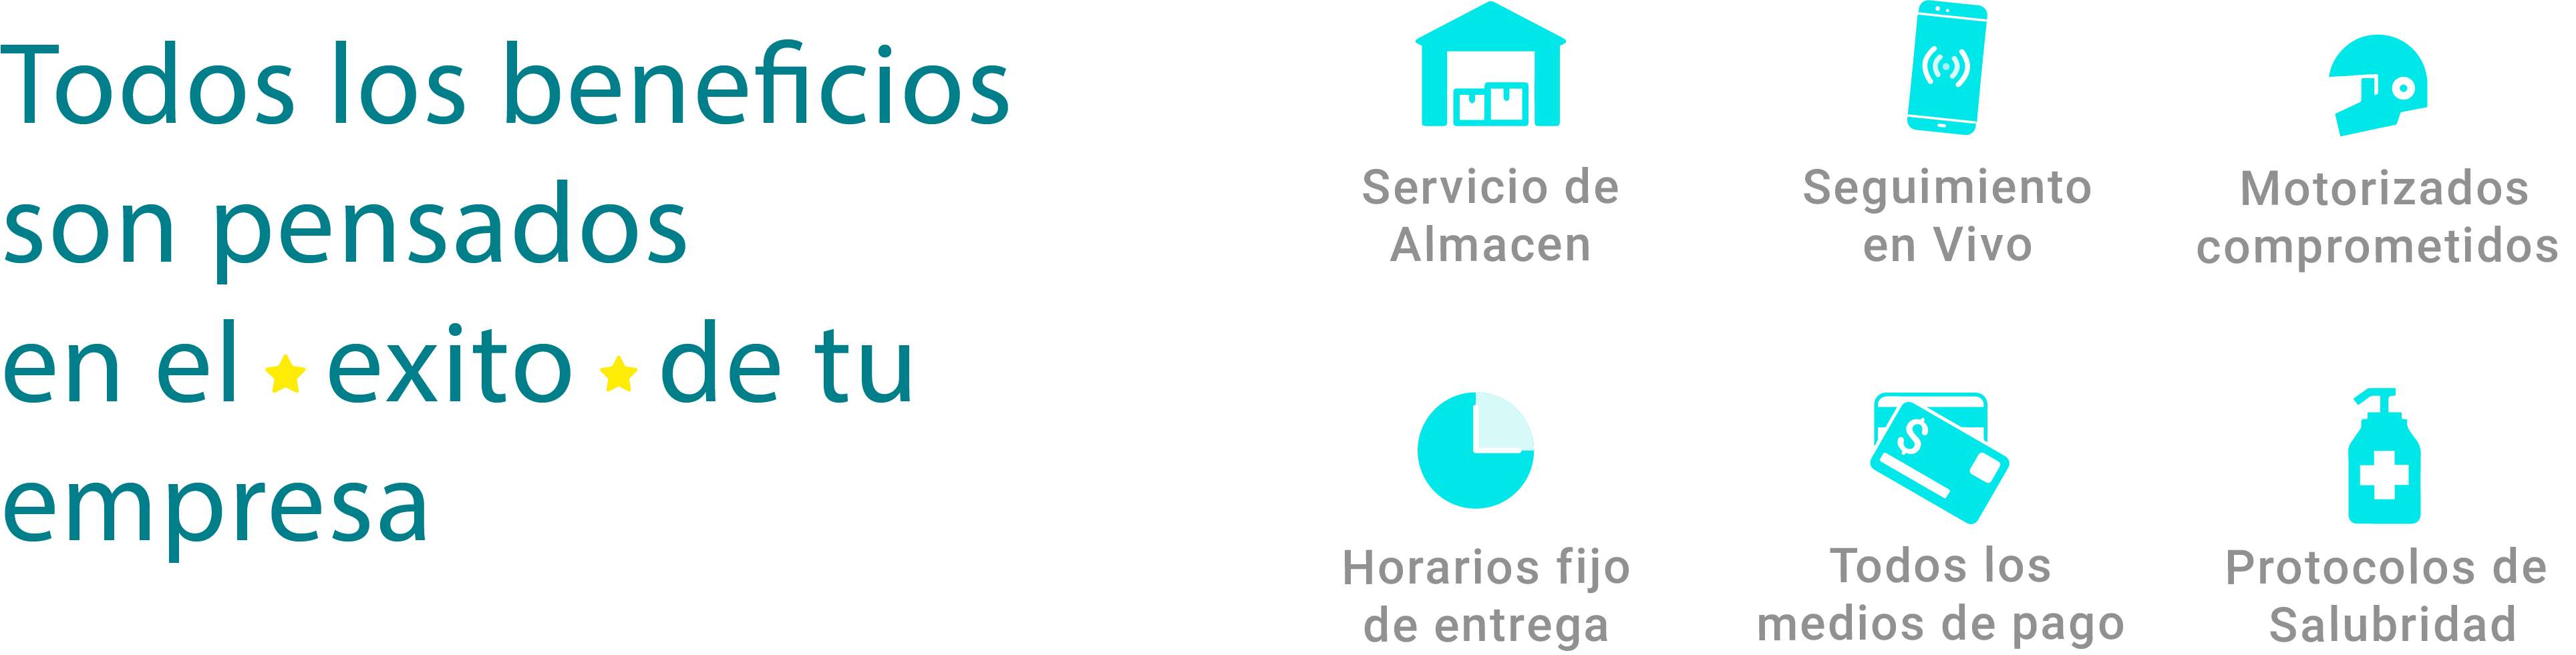 Todos los beneficios
son pensados
en el exito de tu
empresa
Servicio de
Almacen
Seguimiento
en Vivo
Motorizados
comprometidos
Horarios fijo
de entrega
$
Todos los
medios de pago
Protocolos de
Salubridad